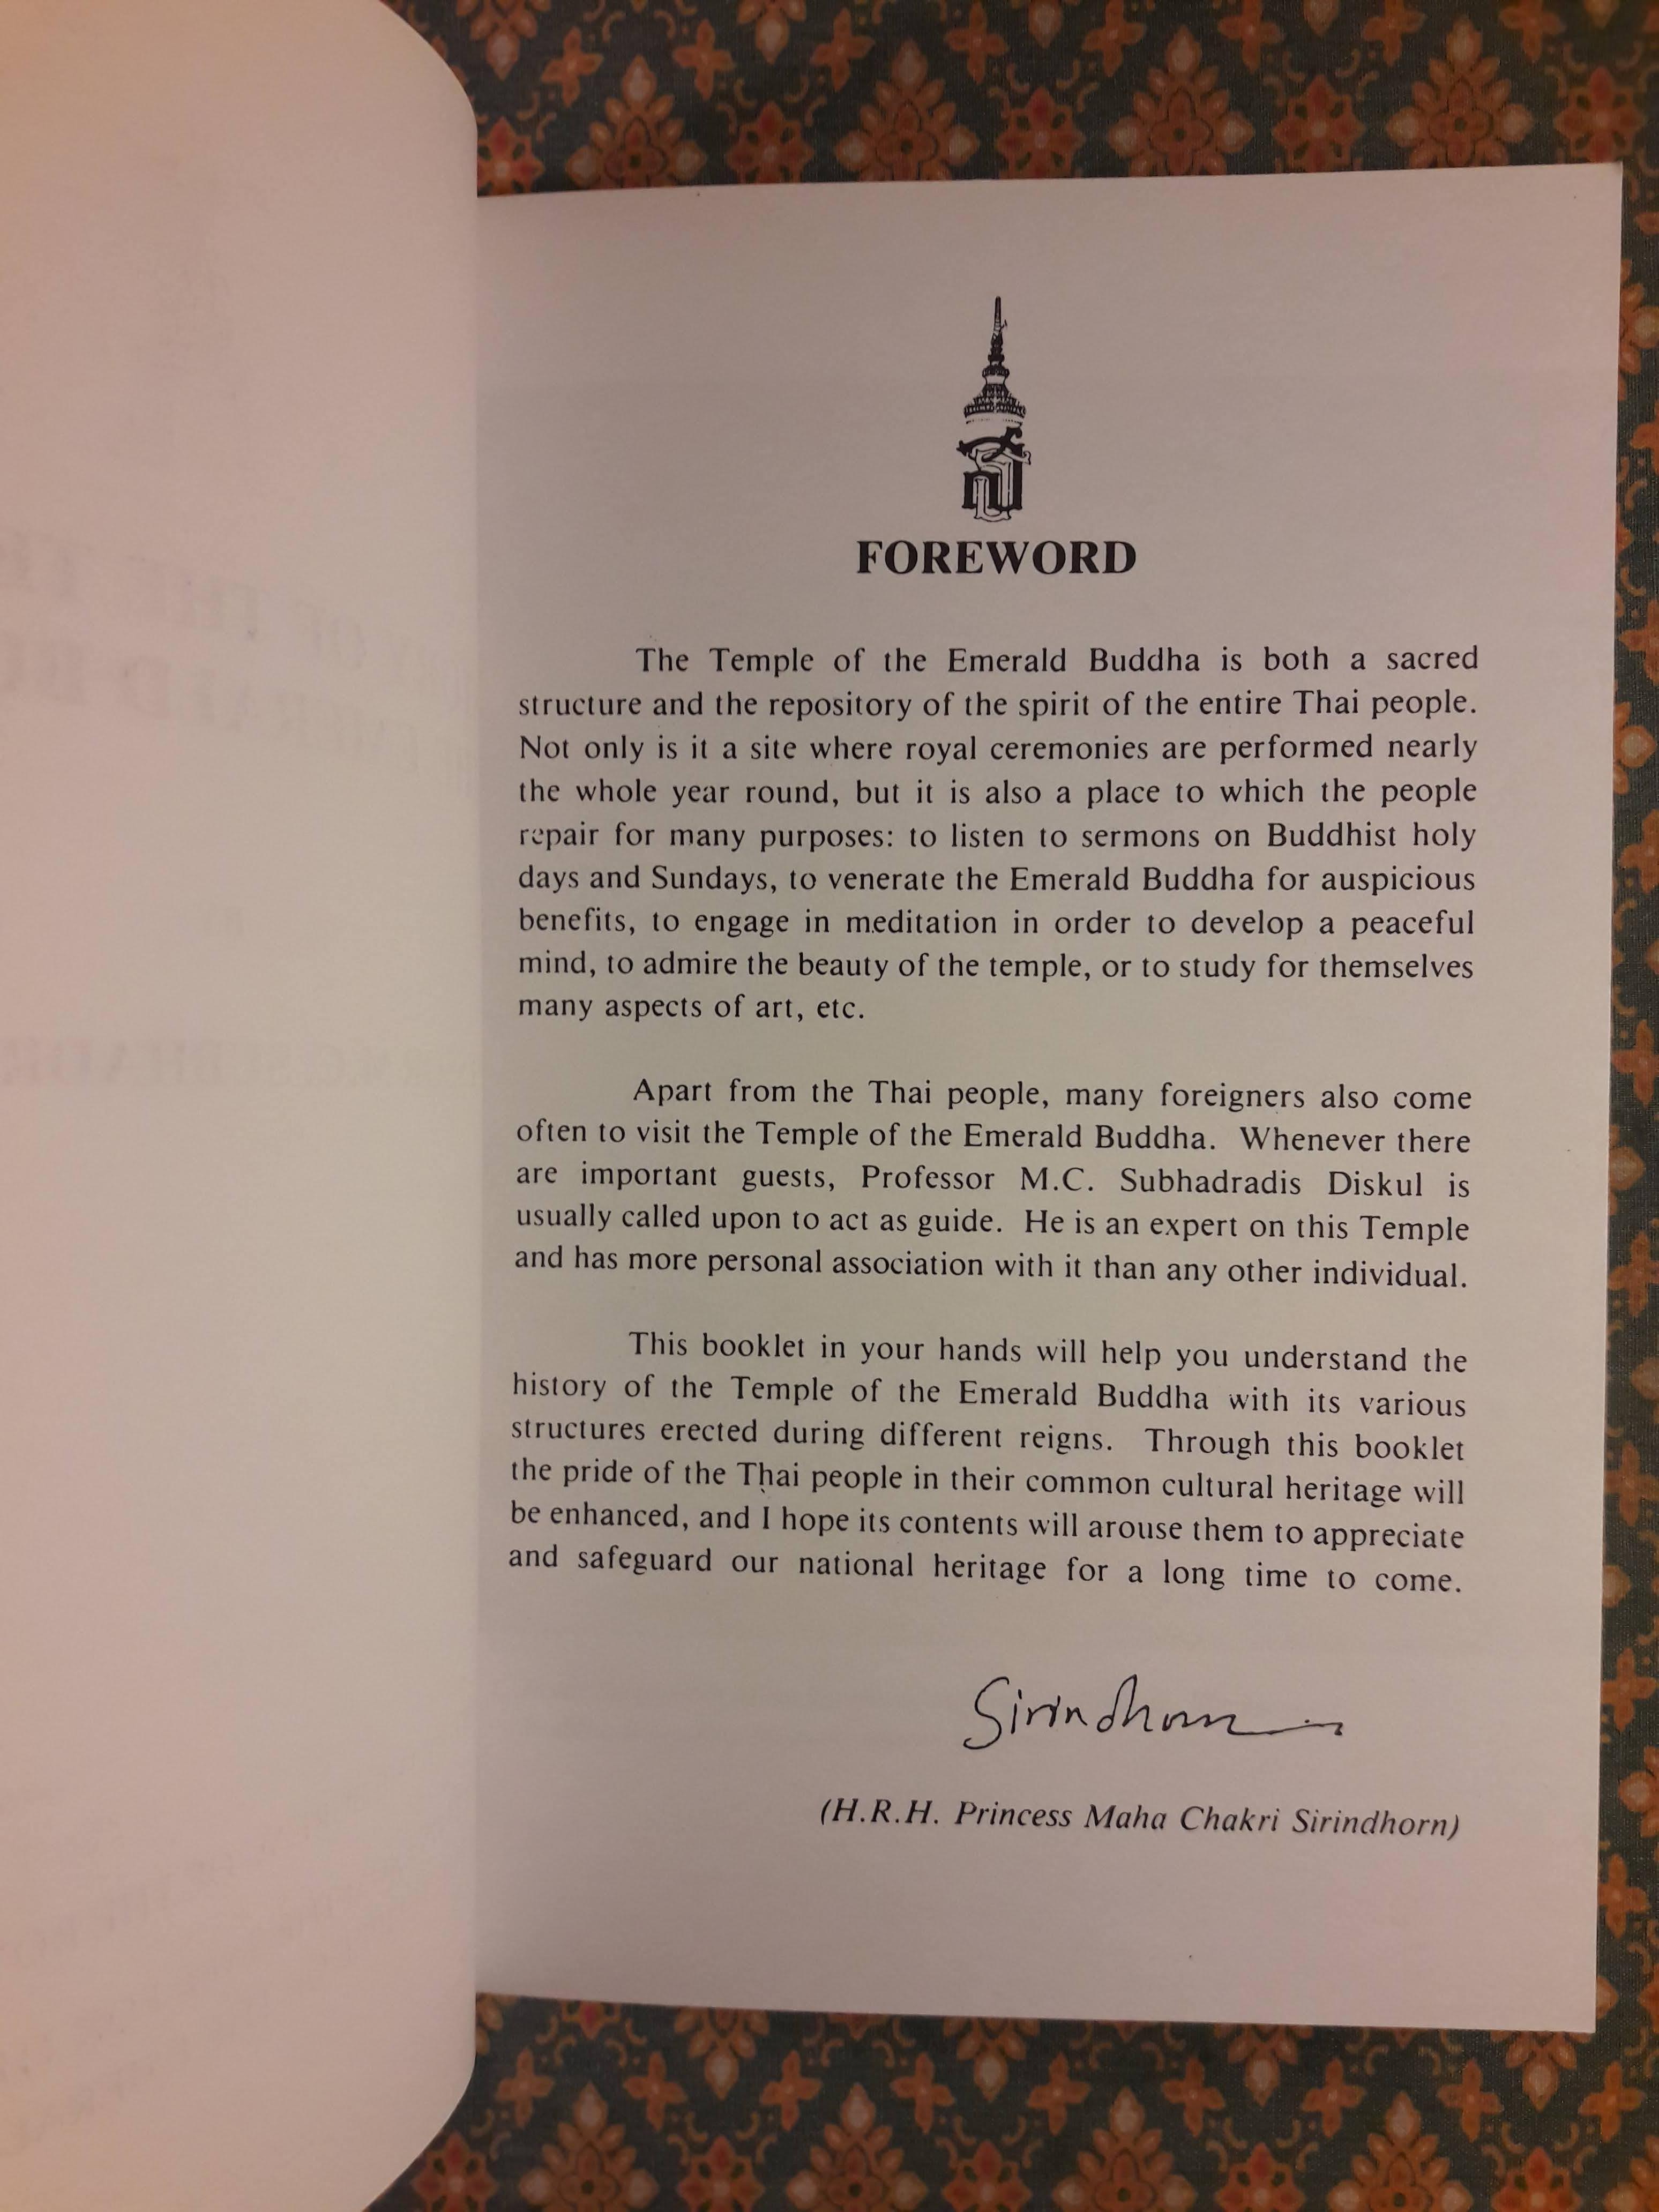 FOREWORD
The Temple of the Emerald Buddha is both a sacred
structure and the repository of the spirit of the entire Thai people.
Not only is it a site where royal ceremonies are performed nearly
the whole year round, but it is also a place to which the people
repair for many purposes: to listen to sermons on Buddhist holy
days and Sundays, to venerate the Emerald Buddha for auspicious
benefits, to engage in meditation in order to develop a peaceful
mind, to admire the beauty of the temple, or to study for themselves
many aspects of art, etc.
Apart from the Thai people, many foreigners also come
often to visit the Temple of the Emerald Buddha. Whenever there
are important guests, Professor M.C. Subhadradis Diskul is
usually called upon to act as guide. He is an expert on this Temple
and has more personal association with it than any other individual.
This booklet in your hands will help you understand the
history of the Temple of the Emerald Buddha with its various
structures erected during different reigns. Through this booklet
the pride of the Thai people in their common cultural heritage will
be enhanced, and I hope its contents will arouse them to appreciate
and safeguard our national heritage for a long time to come.
Sirindhorn
(H.R.H. Princess Maha Chakri Sirindhorn)